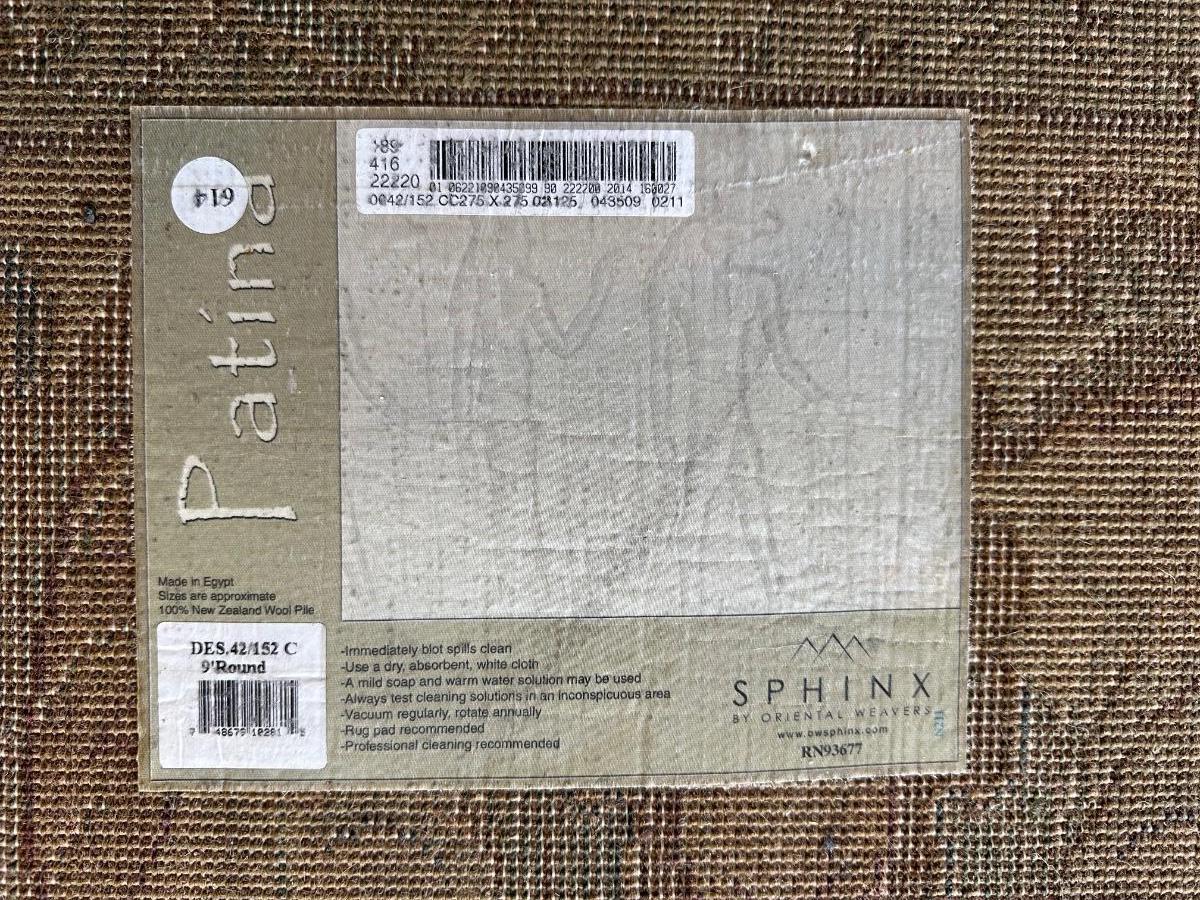 614
Patina
>89
416
22220
01 06221090435099 90 222200 2014 160027
0042/152 CC275 X 275 02125 043509 0211
Made in Egypt
Sizes are approximate
100% New Zealand Wool Pile
DES.42/152 C
9'Round
7 48679 10281
-Immediately blot spills clean
-Use a dry, absorbent, white cloth
-A mild soap and warm water solution may be used
-Always test cleaning solutions in an inconspicuous area
-Vacuum regularly, rotate annually
-Rug pad recommended
-Professional cleaning recommended
SPHINX
BY ORIENTAL WEAVERS
www.owsphinx.com
RN93677